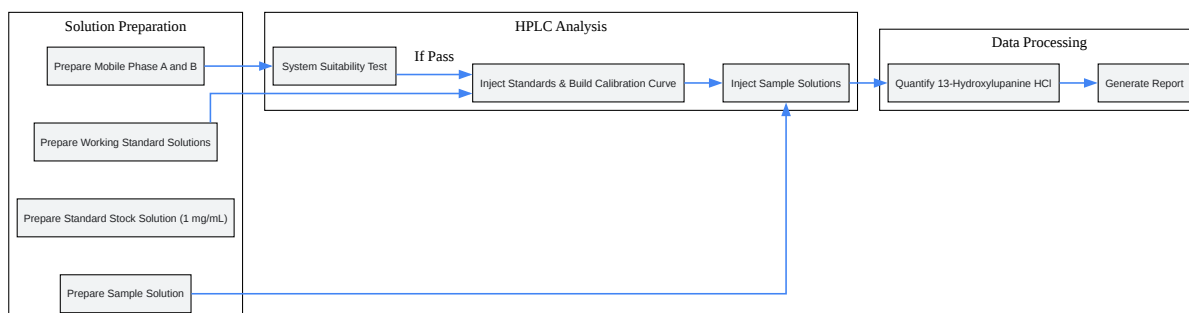 Solution Preparation
Prepare Mobile Phase A and B
Prepare Working Standard Solutions
Prepare Standard Stock Solution (1 mg/mL)
Prepare Sample Solution
HPLC Analysis
System Suitability Test
If Pass
Inject Standards & Build Calibration Curve
Inject Sample Solutions
Data Processing
Quantify 13-Hydroxylupanine HCl
Generate Report